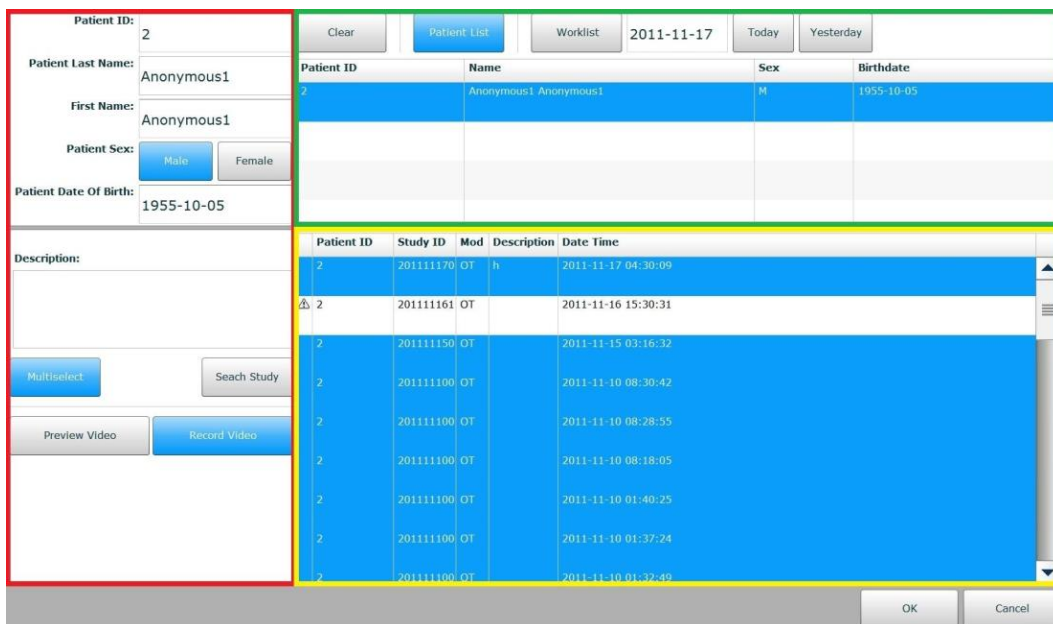 Patient ID:
2
Patient Last Name:
Anonymous1
First Name:
Anonymous1
Patient Sex:
Male Female
Patient Date Of Birth:
1955-10-05
Description:
Multiselect Seach Study
Preview Video Record Video
Clear Patient List Worklist 2011-11-17 Today Yesterday
Patient ID Name Sex Birthdate
2 Anonymous1 Anonymous1 M 1955-10-05
Patient ID Study ID Mod Description Date Time
2 201111170 OT h 2011-11-17 04:30:09
2 201111161 OT 2011-11-16 15:30:31
2 201111150 OT 2011-11-15 03:16:32
2 201111100 OT 2011-11-10 08:30:42
2 201111100 OT 2011-11-10 08:28:55
2 201111100 OT 2011-11-10 08:18:05
2 201111100 OT 2011-11-10 01:40:25
2 201111100 OT 2011-11-10 01:37:24
2 201111100 OT 2011-11-10 01:32:49
OK Cancel